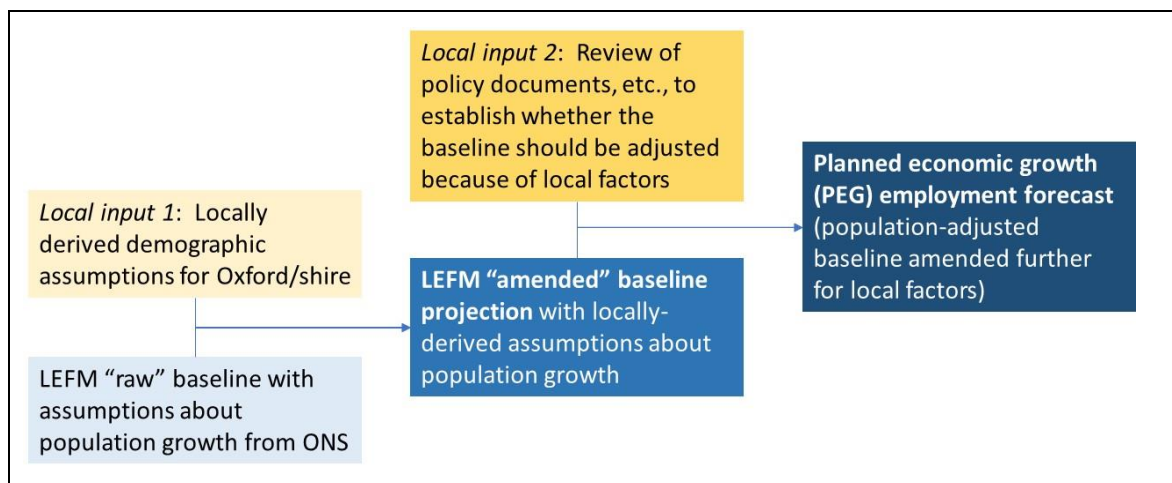 Local input 2: Review of
policy documents, etc., to
establish whether the
baseline should be adjusted
because of local factors
Planned economic growth
(PEG) employment forecast
(population-adjusted
baseline amended further
for local factors)
Local input 1: Locally
derived demographic
assumptions for Oxford/shire
LEFM “amended” baseline
projection with locally-
derived assumptions about
population growth
LEFM “raw” baseline with
assumptions about
population growth from ONS